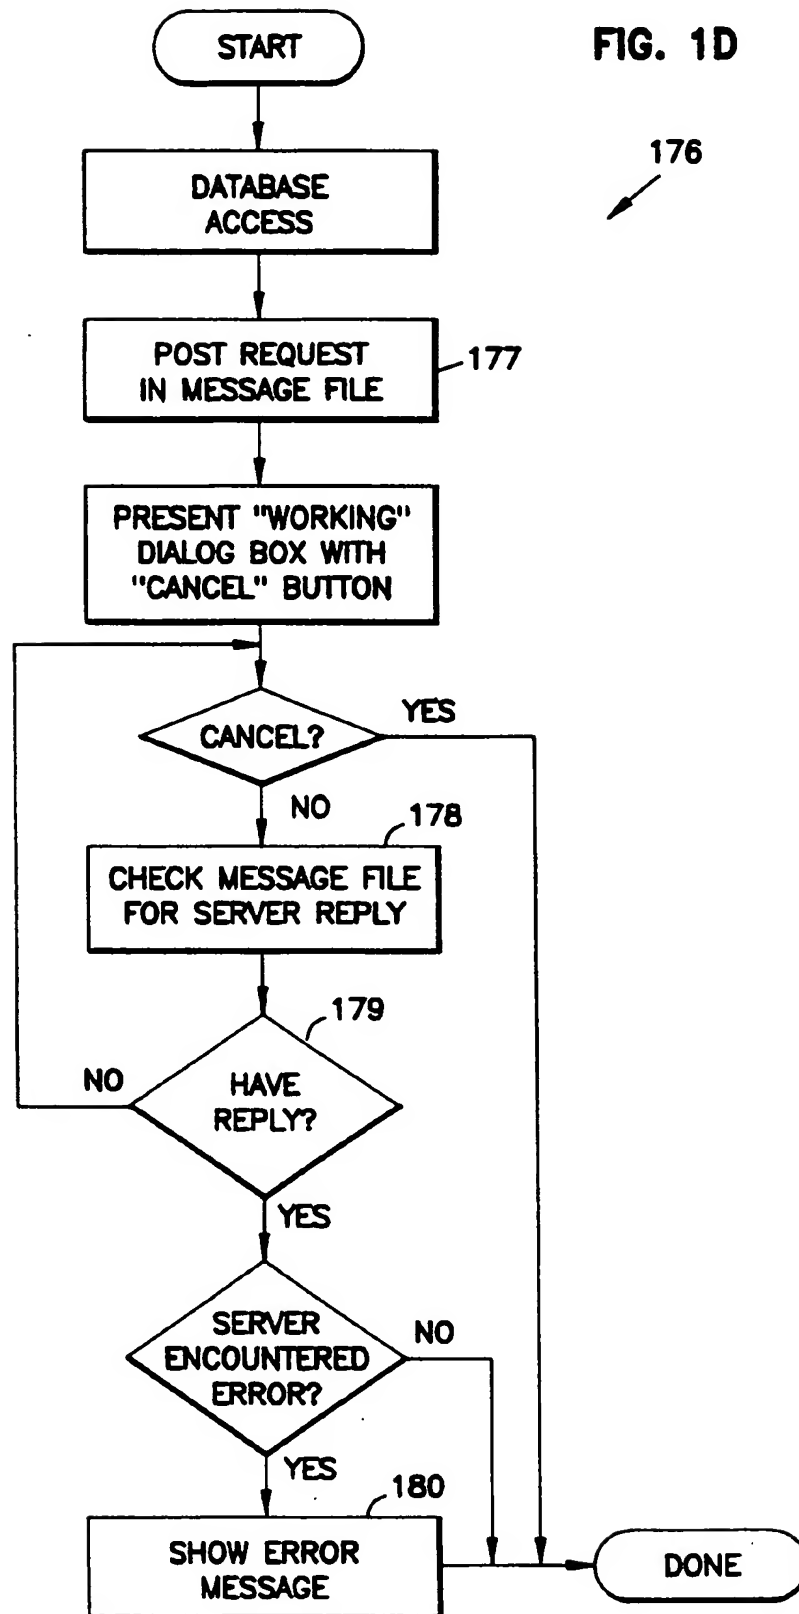 START
FIG. 1D
176
DATABASE
ACCESS
POST REQUEST
IN MESSAGE FILE
177
PRESENT "WORKING"
DIALOG BOX WITH
"CANCEL" BUTTON
CANCEL?
YES
NO
178
CHECK MESSAGE FILE
FOR SERVER REPLY
179
HAVE
REPLY?
NO
YES
SERVER
ENCOUNTERED
ERROR?
NO
YES
180
SHOW ERROR
MESSAGE
DONE